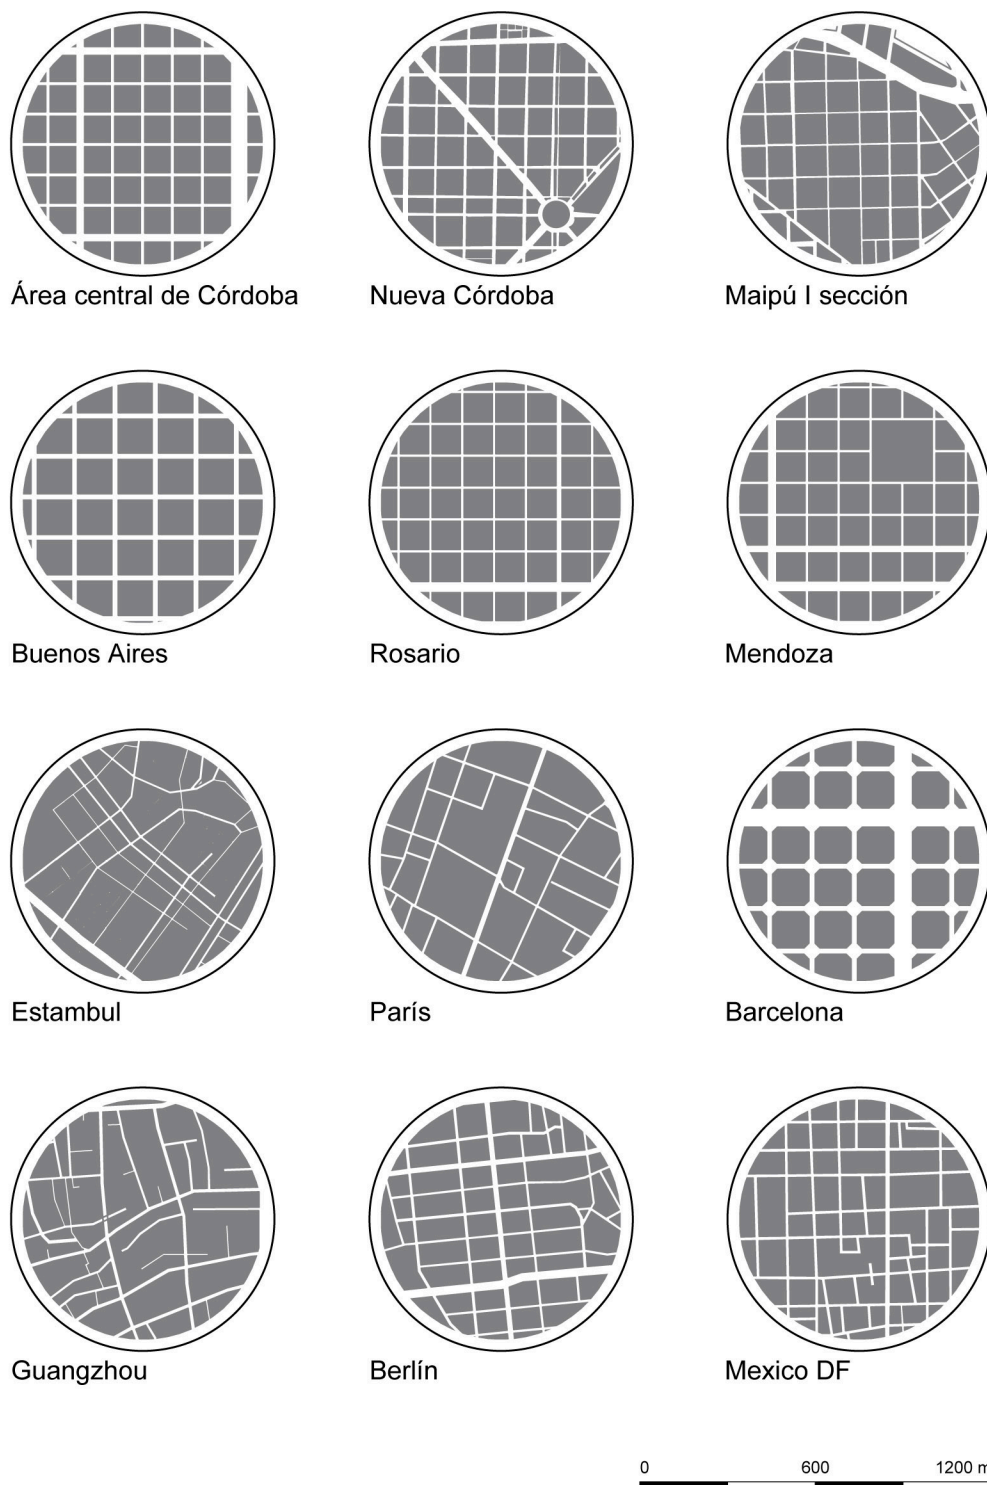 Área central de Córdoba
Nueva Córdoba
Maipú I sección
Buenos Aires
Rosario
Mendoza
Estambul
París
Barcelona
Guangzhou
Berlín
Mexico DF
0 600 1200 m